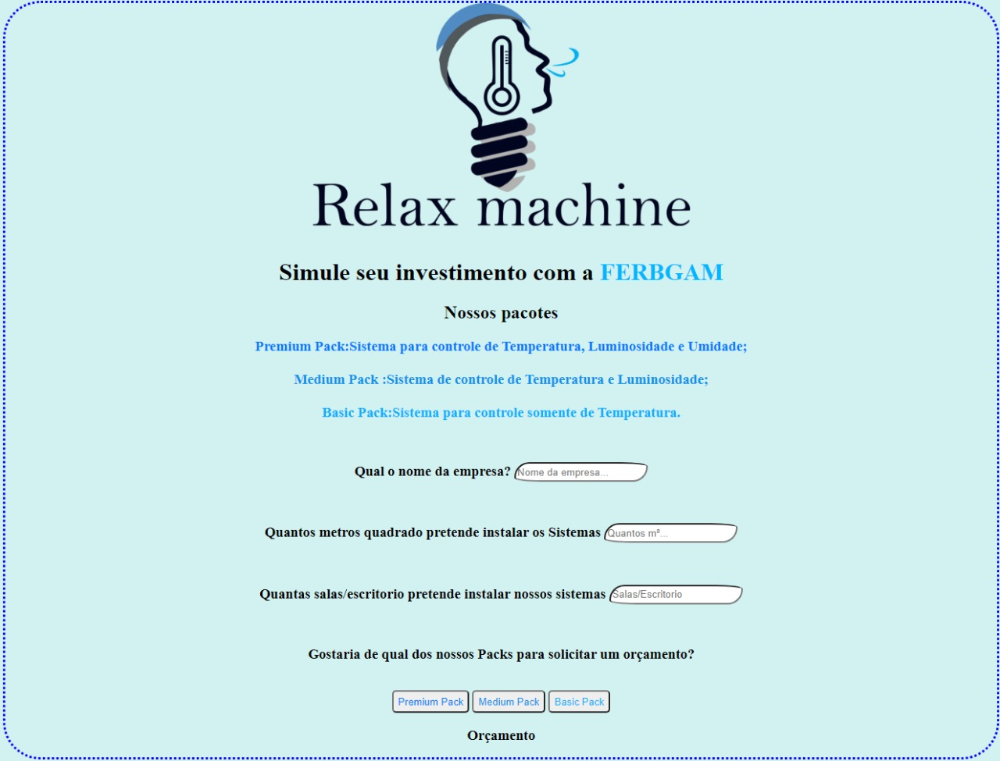 Relax machine
Simule seu investimento com a FERBGAM
Nossos pacotes
Premium Pack:Sistema para controle de Temperatura, Luminosidade e Umidade;
Medium Pack :Sistema de controle de Temperatura e Luminosidade;
Basic Pack:Sistema para controle somente de Temperatura.
Qual o nome da empresa? Nome da empresa...
Quantos metros quadrado pretende instalar os Sistemas Quantos m²...
Quantas salas/escritorio pretende instalar nossos sistemas Salas/Escritorio
Gostaria de qual dos nossos Packs para solicitar um orçamento?
Premium Pack Medium Pack Basic Pack
Orçamento